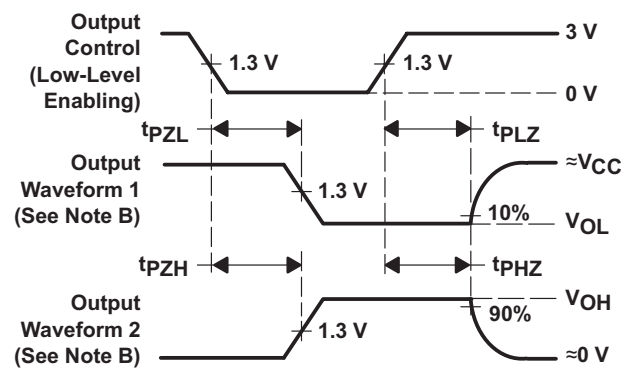 Output
Control
(Low-Level
Enabling)
1.3 V
1.3 V
3 V
0 V
tPZL
tPLZ
Output
Waveform 1
(See Note B)
1.3 V
≈VCC
10%
VOL
tPZH
tPHZ
Output
Waveform 2
(See Note B)
1.3 V
VOH
90%
≈0 V